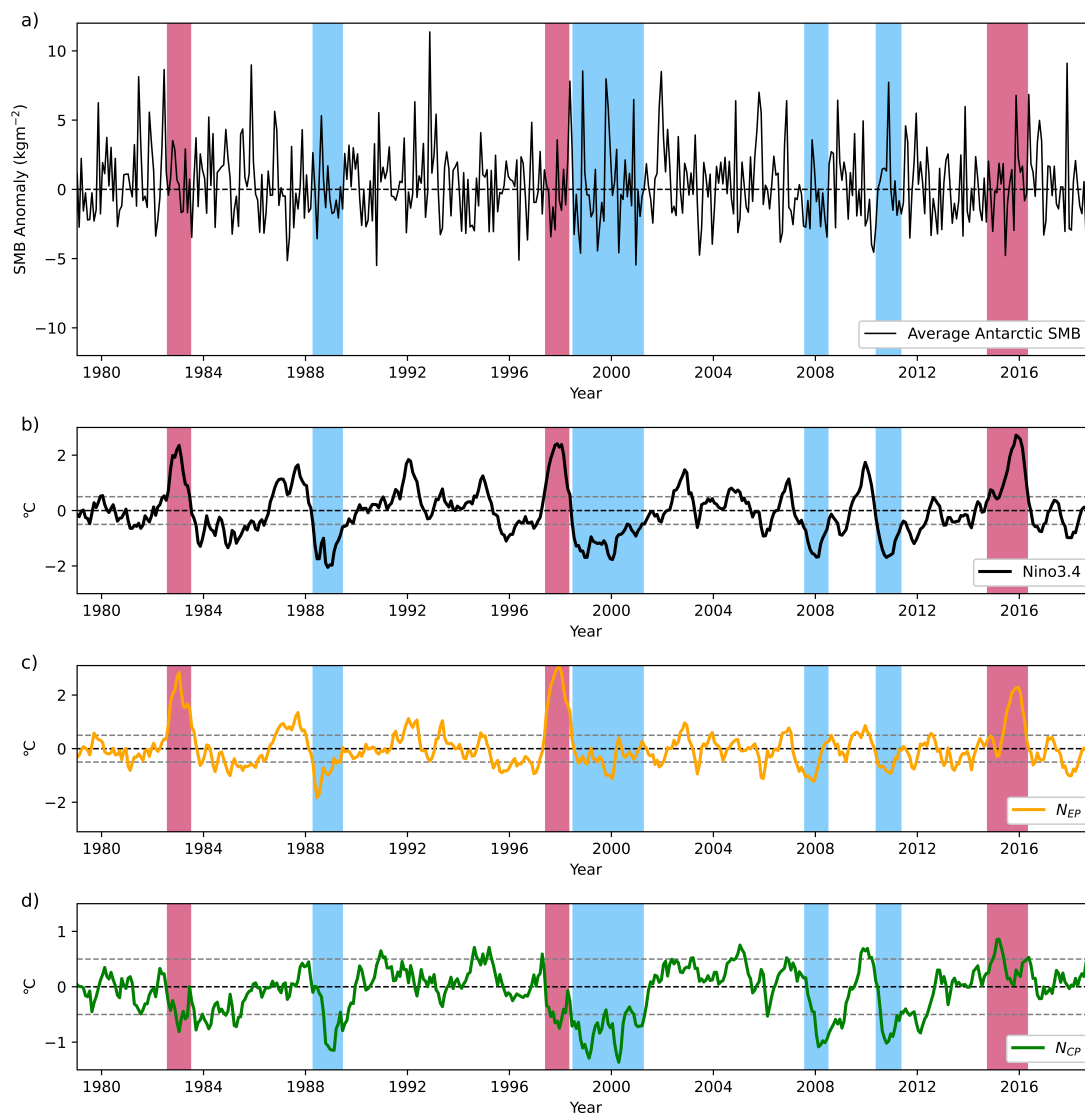 a)
SMB Anomaly (kgm⁻²)
10
5
0
−5
−10
Average Antarctic SMB
1980 1984 1988 1992 1996 2000 2004 2008 2012 2016
Year
b)
°C
2
0
−2
Nino3.4
1980 1984 1988 1992 1996 2000 2004 2008 2012 2016
Year
c)
°C
2
0
−2
N_EP
1980 1984 1988 1992 1996 2000 2004 2008 2012 2016
Year
d)
°C
1
0
−1
N_CP
1980 1984 1988 1992 1996 2000 2004 2008 2012 2016
Year